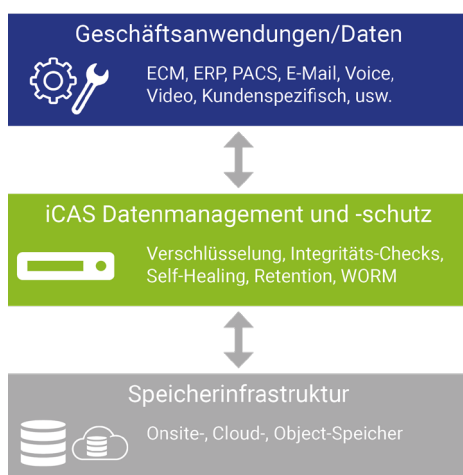 Geschäftsanwendungen/Daten
ECM, ERP, PACS, E-Mail, Voice,
Video, Kundenspezifisch, usw.
iCAS Datenmanagement und -schutz
Verschlüsselung, Integritäts-Checks,
Self-Healing, Retention, WORM
Speicherinfrastruktur
Onsite-, Cloud-, Object-Speicher